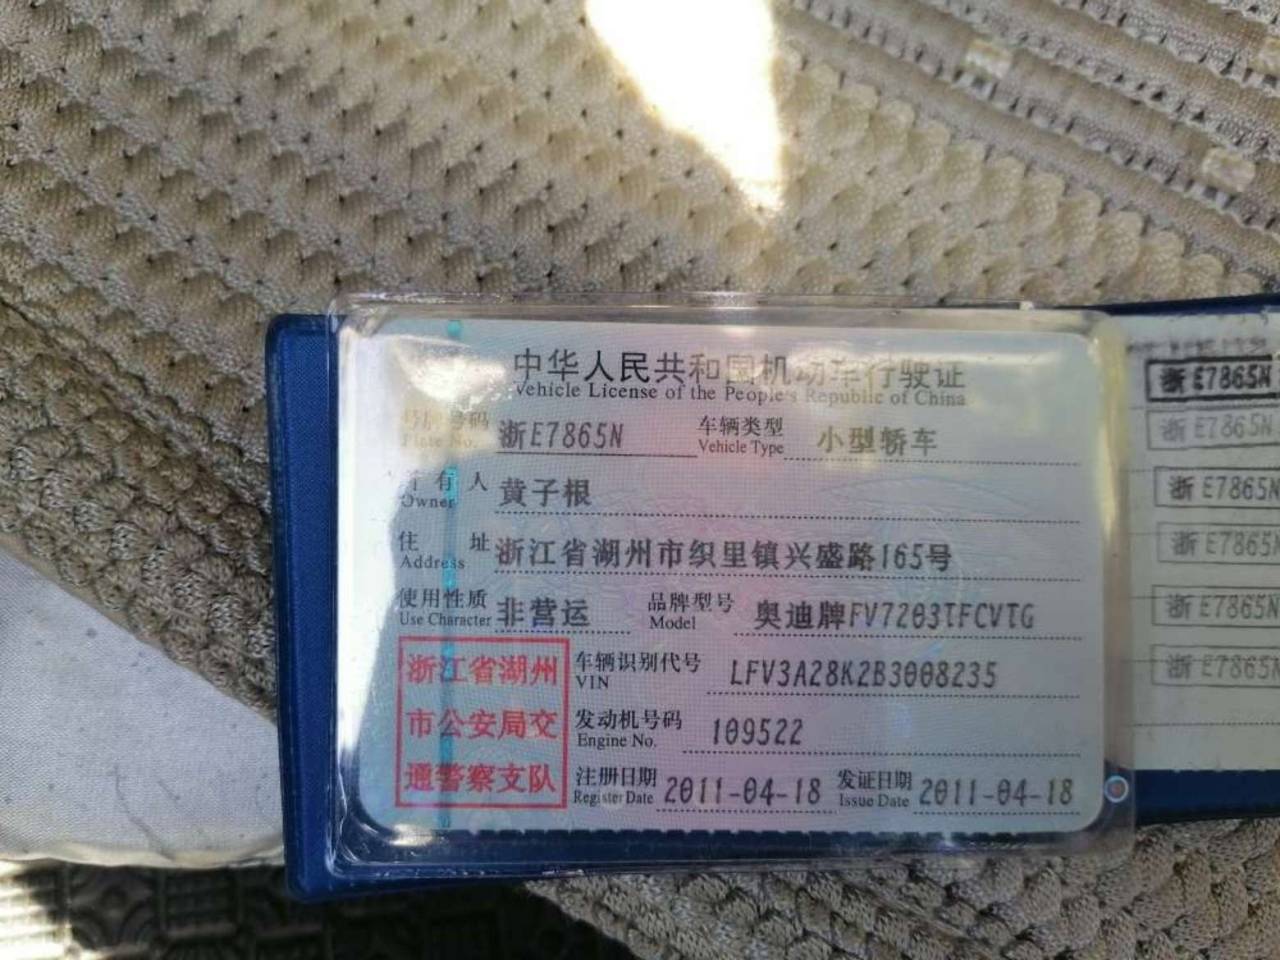 中华人民共和国机动车行驶证
Vehicle License of the People's Republic of China
号牌号码 浙E7865N 车辆类型 小型轿车
Plate No. Vehicle Type
所有人 黄子根
Owner
住 址 浙江省湖州市织里镇兴盛路165号
Address
使用性质 非营运 品牌型号 奥迪牌FV7203TFCVTG
Use Character Model
浙江省湖州
市公安局交
通警察支队
车辆识别代号 LFV3A28K2B3008235
VIN
发动机号码 109522
Engine No.
注册日期 2011-04-18 发证日期 2011-04-18
Register Date Issue Date
浙E7865N
浙E7865N
浙E7865N
浙E7865
浙E7865N
浙E7865